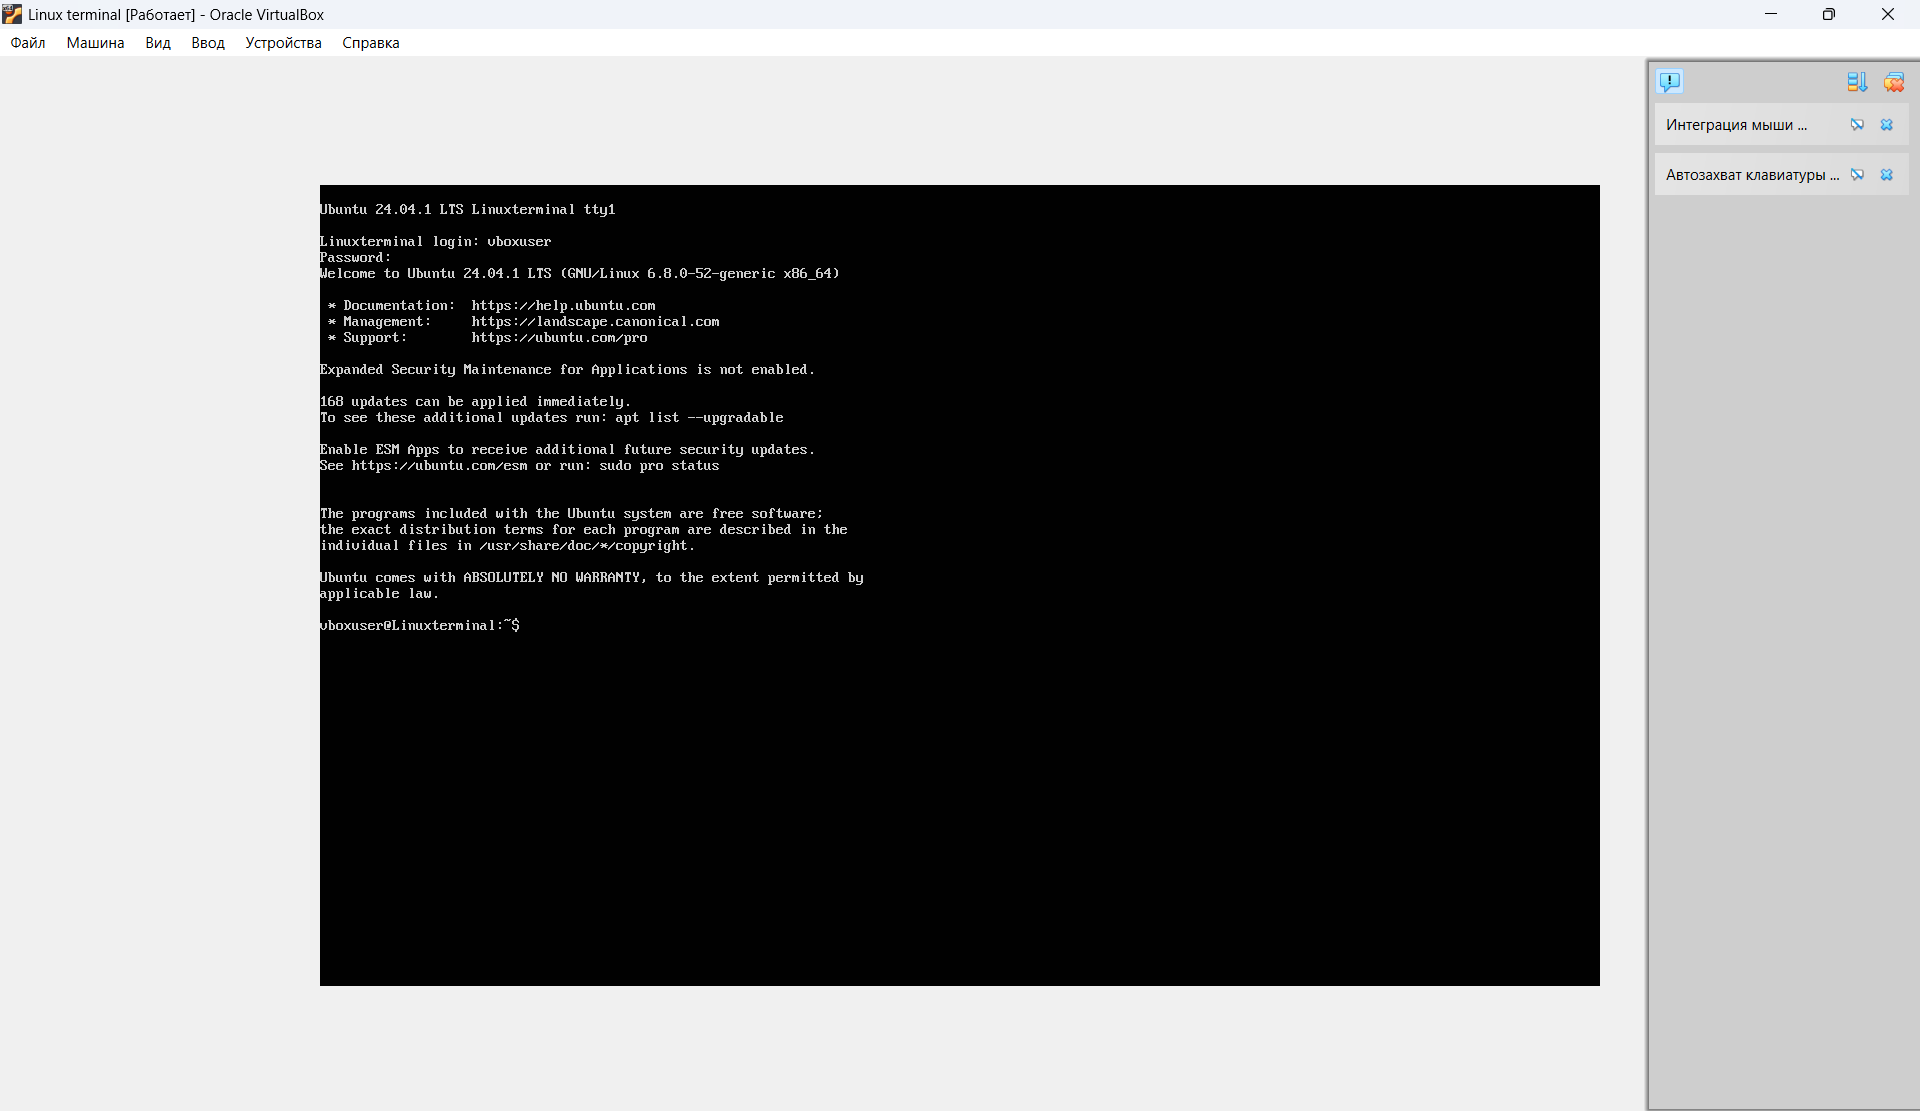 Linux terminal [Работает] - Oracle VirtualBox
Файл Машина Вид Ввод Устройства Справка
Интеграция мыши ...
Автозахват клавиатуры ...
Ubuntu 24.04.1 LTS Linuxterminal tty1
Linuxterminal login: vboxuser
Password:
Welcome to Ubuntu 24.04.1 LTS (GNU/Linux 6.8.0-52-generic x86_64)
* Documentation: https://help.ubuntu.com
* Management: https://landscape.canonical.com
* Support: https://ubuntu.com/pro
Expanded Security Maintenance for Applications is not enabled.
168 updates can be applied immediately.
To see these additional updates run: apt list --upgradable
Enable ESM Apps to receive additional future security updates.
See https://ubuntu.com/esm or run: sudo pro status
The programs included with the Ubuntu system are free software;
the exact distribution terms for each program are described in the
individual files in /usr/share/doc/*/copyright.
Ubuntu comes with ABSOLUTELY NO WARRANTY, to the extent permitted by
applicable law.
vboxuser@Linuxterminal:~$